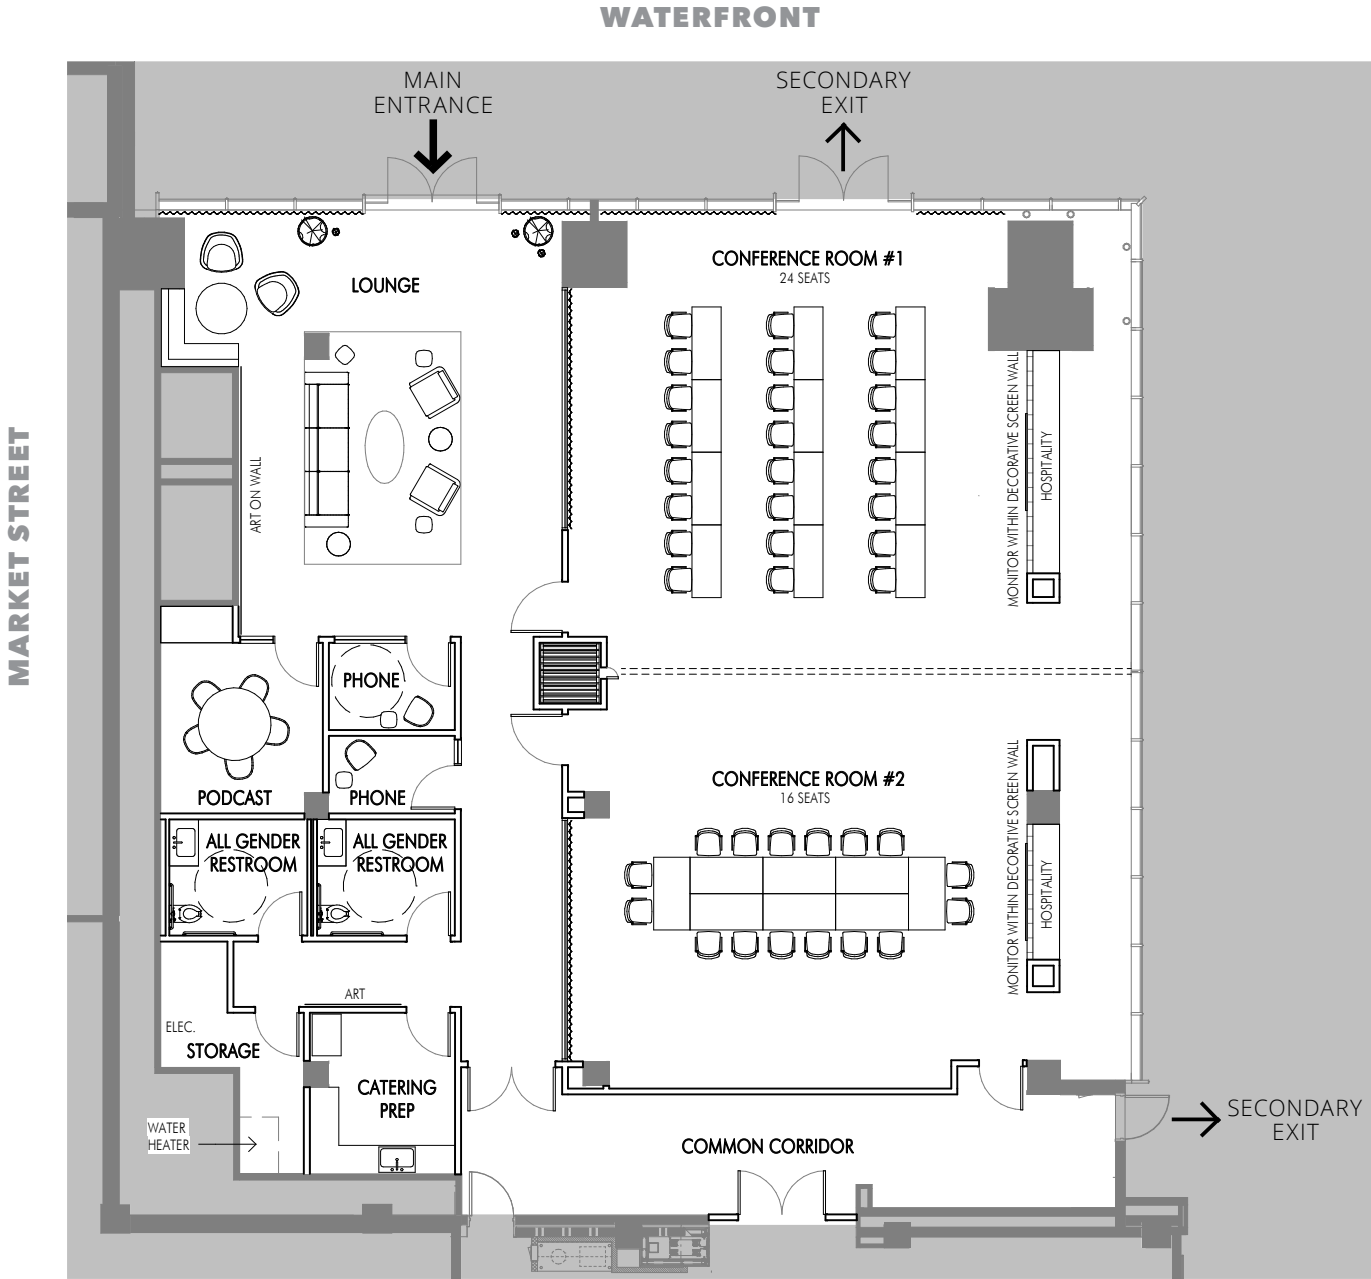 WATERFRONT
MAIN
ENTRANCE
SECONDARY
EXIT
CONFERENCE ROOM #1
24 SEATS
LOUNGE
MARKET STREET
ART ON WALL
MONITOR WITHIN DECORATIVE SCREEN WALL
HOSPITALITY
PHONE
PODCAST
PHONE
CONFERENCE ROOM #2
16 SEATS
ALL GENDER
RESTROOM
ALL GENDER
RESTROOM
MONITOR WITHIN DECORATIVE SCREEN WALL
HOSPITALITY
ART
ELEC.
STORAGE
CATERING
PREP
WATER
HEATER
COMMON CORRIDOR
SECONDARY
EXIT